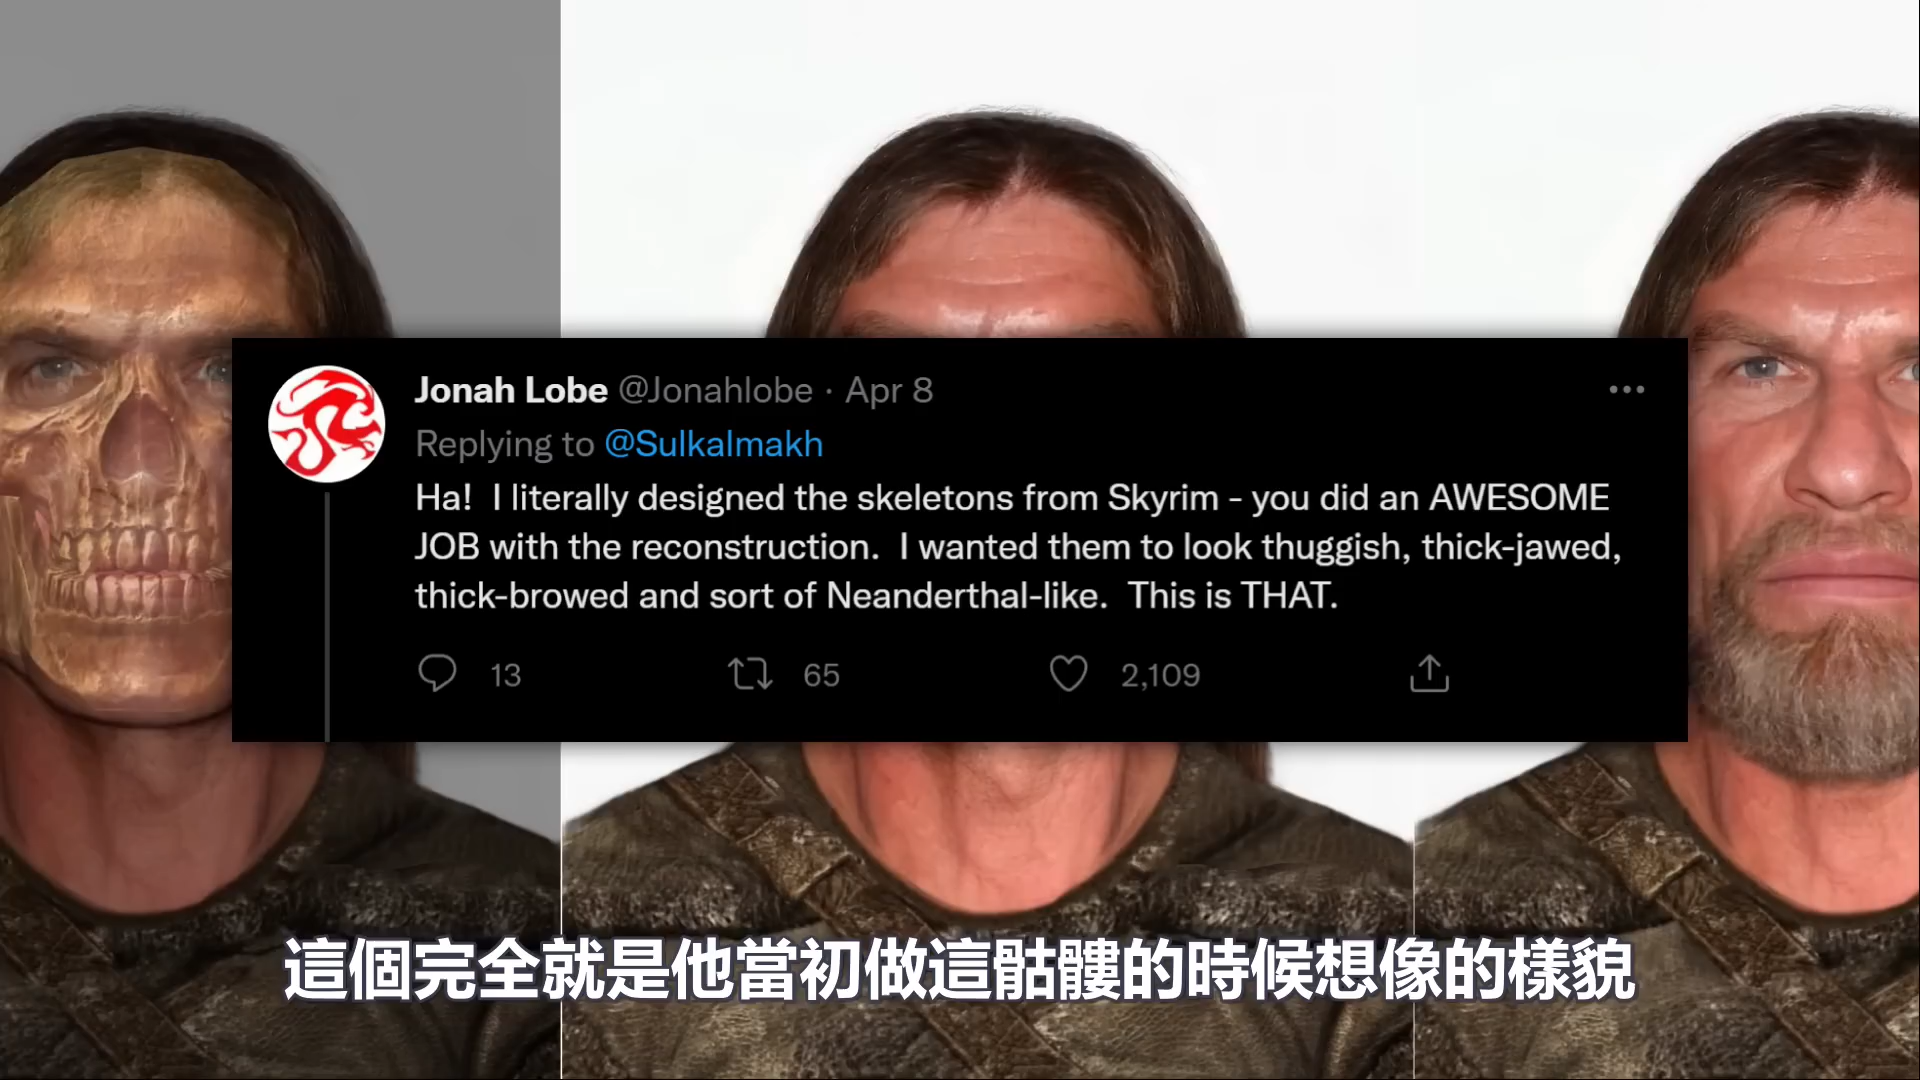 Jonah Lobe @Jonahlobe · Apr 8
Replying to @Sulkalmakh
Ha! I literally designed the skeletons from Skyrim - you did an AWESOME
JOB with the reconstruction. I wanted them to look thuggish, thick-jawed,
thick-browed and sort of Neanderthal-like. This is THAT.
13 65 2,109
這個完全就是他當初做這骷髏的時候想像的樣貌